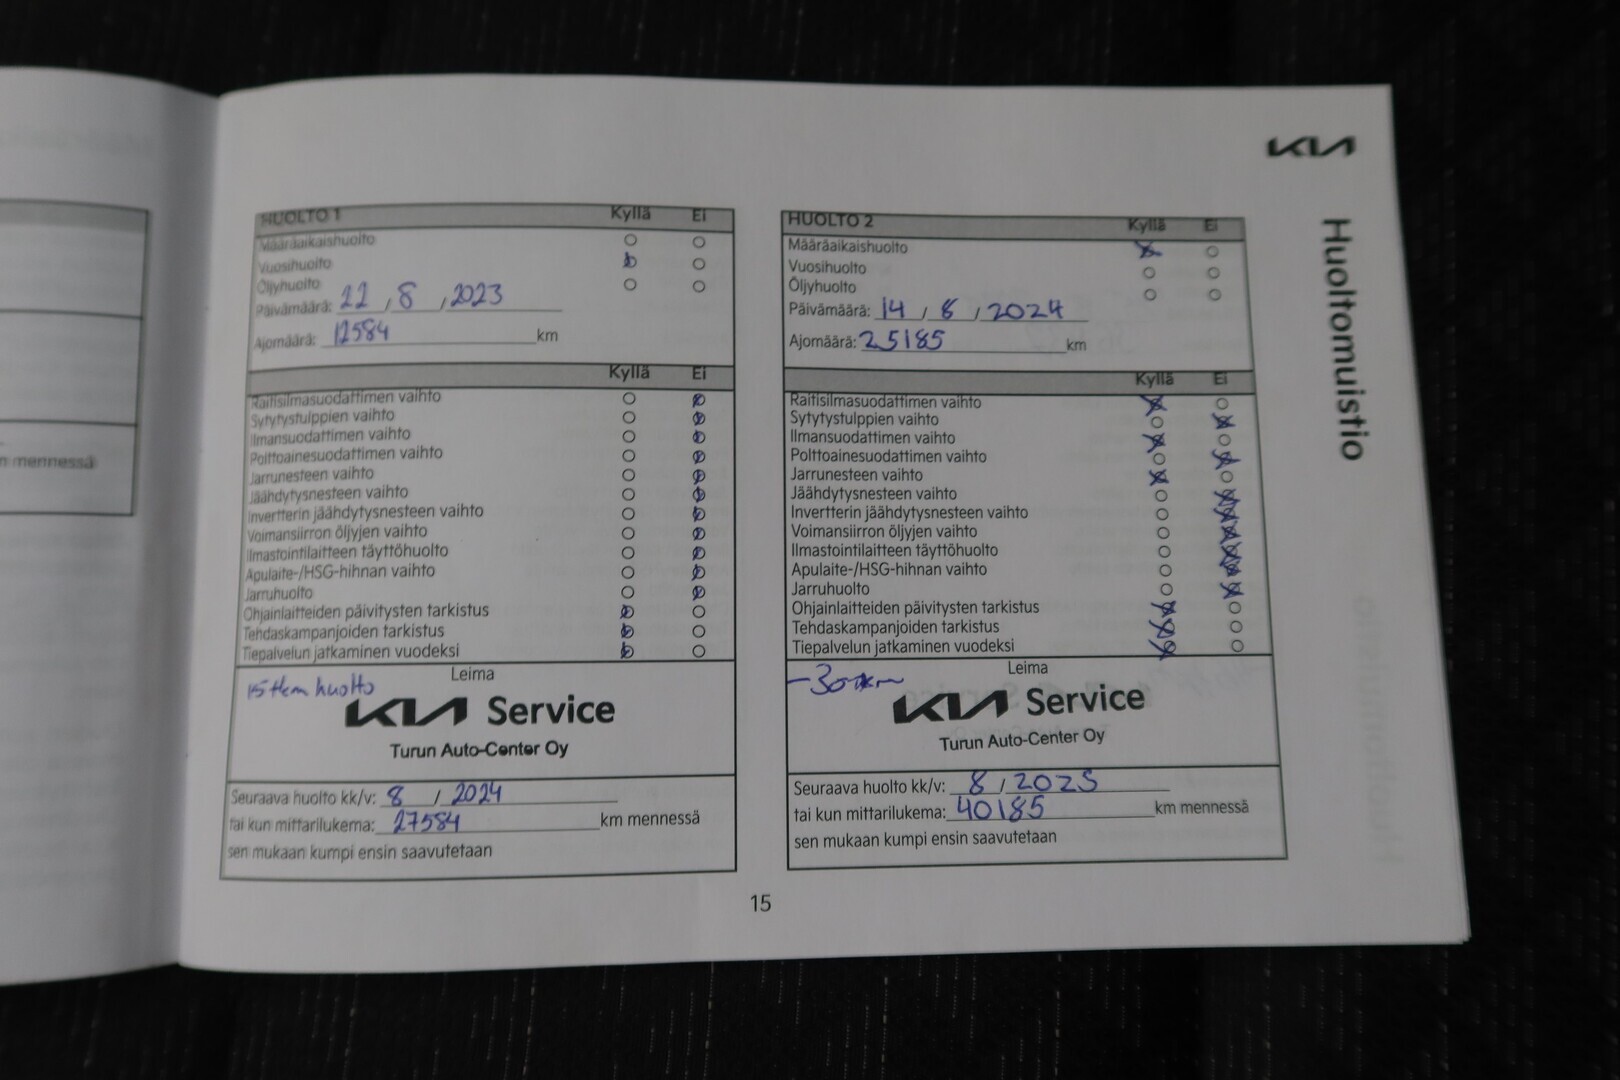 n mennessä
KIA
Huoltomuistio
HUOLTO 1 Kyllä Ei
Määräaikaishuolto
Vuosihuolto
Öljyhuolto
Päivämäärä: 22 / 8 / 2023
Ajomäärä: 12584 km
Kyllä Ei
Raitisilmasuodattimen vaihto
Sytytystulppien vaihto
Ilmansuodattimen vaihto
Polttoainesuodattimen vaihto
Jarrunesteen vaihto
Jäähdytysnesteen vaihto
Invertterin jäähdytysnesteen vaihto
Voimansiirron öljyjen vaihto
Ilmastointilaitteen täyttöhuolto
Apulaite-/HSG-hihnan vaihto
Jarruhuolto
Ohjainlaitteiden päivitysten tarkistus
Tehdaskampanjoiden tarkistus
Tiepalvelun jatkaminen vuodeksi
Leima
15 tkm huolto
KIA Service
Turun Auto-Center Oy
Seuraava huolto kk/v: 8 / 2024
tai kun mittarilukema: 27584 km mennessä
sen mukaan kumpi ensin saavutetaan
HUOLTO 2 Kyllä Ei
Määräaikaishuolto
Vuosihuolto
Öljyhuolto
Päivämäärä: 14 / 8 / 2024
Ajomäärä: 25185 km
Kyllä Ei
Raitisilmasuodattimen vaihto
Sytytystulppien vaihto
Ilmansuodattimen vaihto
Polttoainesuodattimen vaihto
Jarrunesteen vaihto
Jäähdytysnesteen vaihto
Invertterin jäähdytysnesteen vaihto
Voimansiirron öljyjen vaihto
Ilmastointilaitteen täyttöhuolto
Apulaite-/HSG-hihnan vaihto
Jarruhuolto
Ohjainlaitteiden päivitysten tarkistus
Tehdaskampanjoiden tarkistus
Tiepalvelun jatkaminen vuodeksi
Leima
KIA Service
Turun Auto-Center Oy
Seuraava huolto kk/v: 8 / 2025
tai kun mittarilukema: 40185 km mennessä
sen mukaan kumpi ensin saavutetaan
15